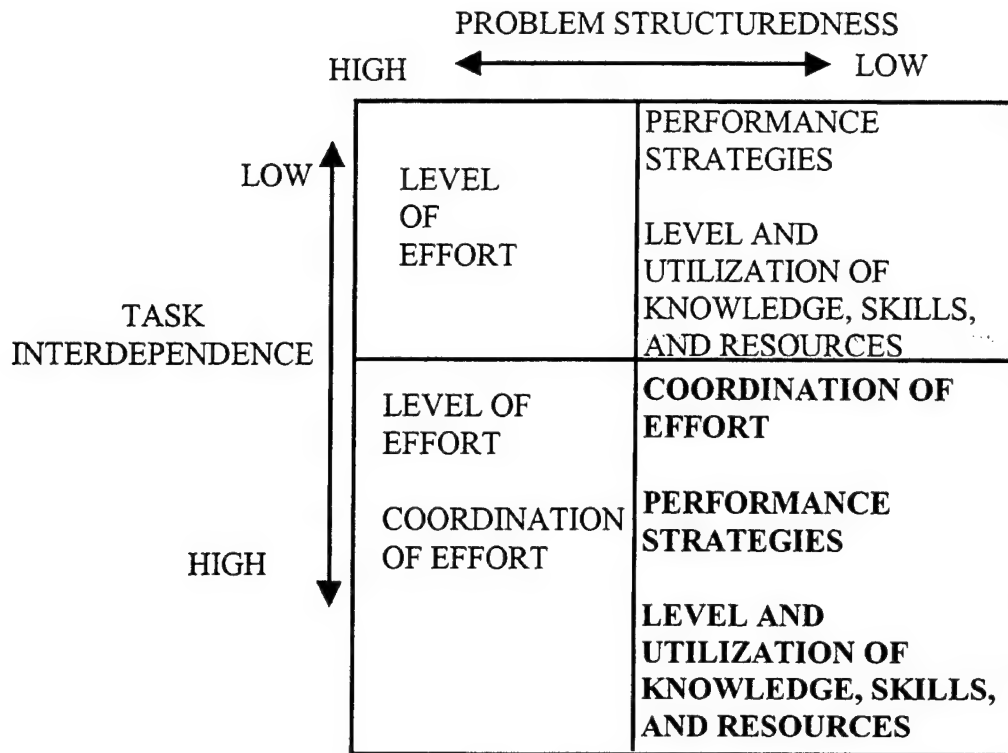 PROBLEM STRUCTUREDNESS
HIGH
LOW
LOW
TASK
INTERDEPENDENCE
HIGH
LEVEL
OF
EFFORT
PERFORMANCE
STRATEGIES
LEVEL AND
UTILIZATION OF
KNOWLEDGE, SKILLS,
AND RESOURCES
LEVEL OF
EFFORT
COORDINATION
OF EFFORT
COORDINATION OF
EFFORT
PERFORMANCE
STRATEGIES
LEVEL AND
UTILIZATION OF
KNOWLEDGE, SKILLS,
AND RESOURCES